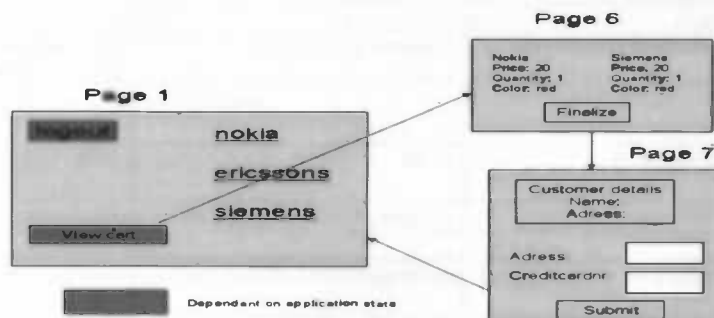 Page 6
Nokia
Price: 20
Quantity: 1
Color: red
Siemens
Price: 20
Quantity: 1
Color: red
Finalize
Page 1
logout
nokia
ericssons
siemens
View cart
Page 7
Customer details
Name:
Adress:
Adress
Creditcardnr
Submit
Dependant on application state